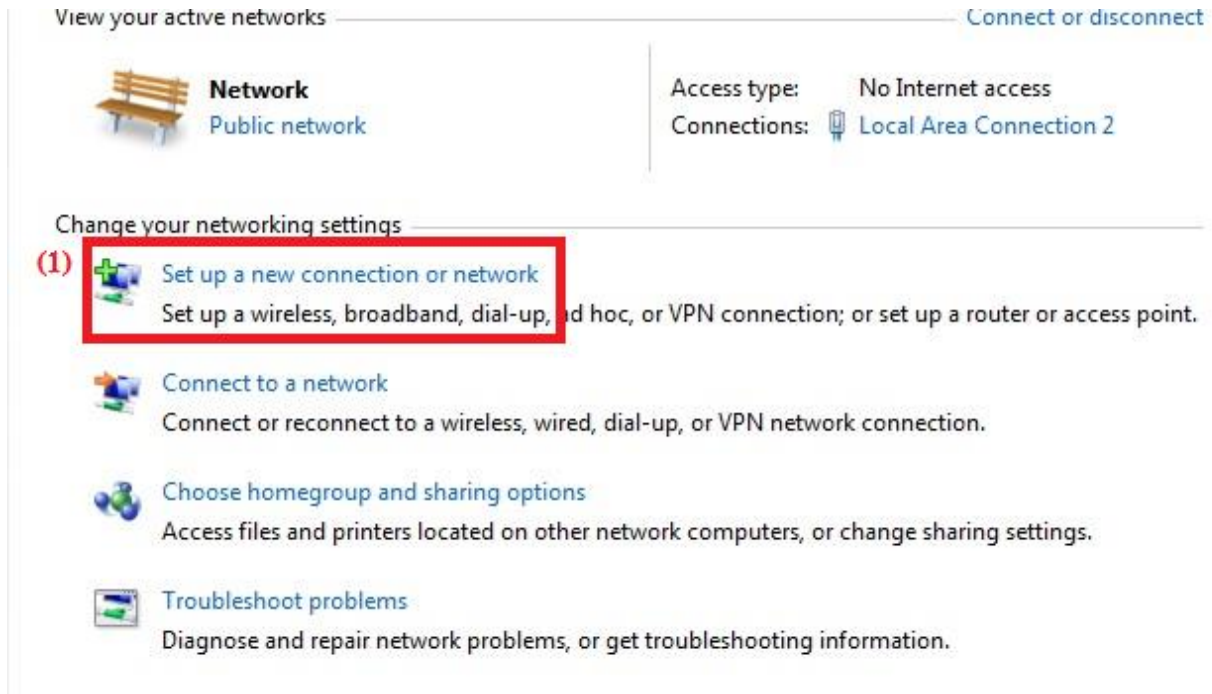 View your active networks
Connect or disconnect
Network
Public network
Access type: No Internet access
Connections: Local Area Connection 2
Change your networking settings
(1)
Set up a new connection or network
Set up a wireless, broadband, dial-up, ad hoc, or VPN connection; or set up a router or access point.
Connect to a network
Connect or reconnect to a wireless, wired, dial-up, or VPN network connection.
Choose homegroup and sharing options
Access files and printers located on other network computers, or change sharing settings.
Troubleshoot problems
Diagnose and repair network problems, or get troubleshooting information.